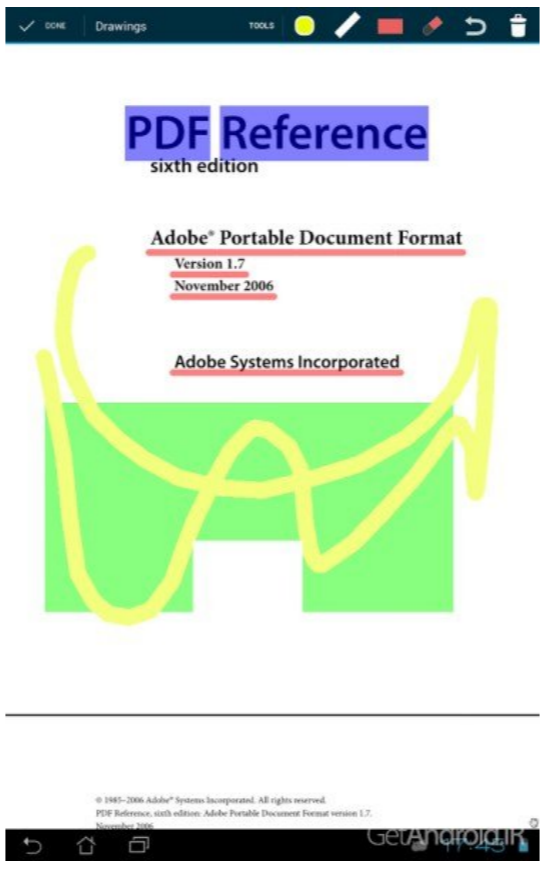 DONE Drawings TOOLS
PDF Reference
sixth edition
Adobe® Portable Document Format
Version 1.7
November 2006
Adobe Systems Incorporated
© 1985–2006 Adobe® Systems Incorporated. All rights reserved.
PDF Reference, sixth edition: Adobe Portable Document Format version 1.7.
November 2006
GetAndroid.IR